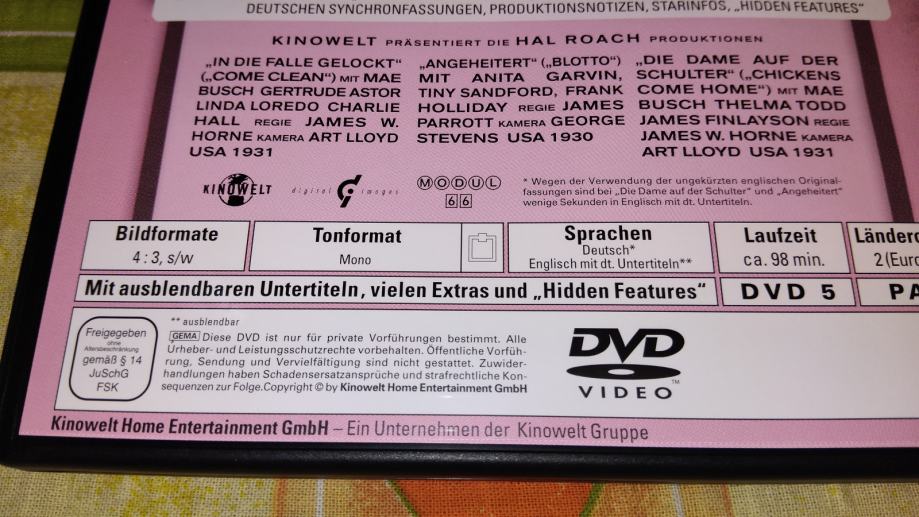 DEUTSCHEN SYNCHRONFASSUNGEN, PRODUKTIONSNOTIZEN, STARINFOS, „HIDDEN FEATURES“
KINOWELT PRÄSENTIERT DIE HAL ROACH PRODUKTIONEN
„IN DIE FALLE GELOCKT“
(„COME CLEAN“) MIT MAE
BUSCH GERTRUDE ASTOR
LINDA LOREDO CHARLIE
HALL REGIE JAMES W.
HORNE KAMERA ART LLOYD
USA 1931
„ANGEHEITERT“ („BLOTTO“)
MIT ANITA GARVIN,
TINY SANDFORD, FRANK
HOLLIDAY REGIE JAMES
PARROTT KAMERA GEORGE
STEVENS USA 1930
„DIE DAME AUF DER
SCHULTER“ („CHICKENS
COME HOME“) MIT MAE
BUSCH THELMA TODD
JAMES FINLAYSON REGIE
JAMES W. HORNE KAMERA
ART LLOYD USA 1931
KINOWELT
digital images
MODUL
66
* Wegen der Verwendung der ungekürzten englischen Original-
fassungen sind bei „Die Dame auf der Schulter“ und „Angeheitert“
wenige Sekunden in Englisch mit dt. Untertiteln.
Bildformate
4:3, s/w
Tonformat
Mono
Sprachen
Deutsch*
Englisch mit dt. Untertiteln**
Laufzeit
ca. 98 min.
Länderc
2 (Euro
Mit ausblendbaren Untertiteln, vielen Extras und „Hidden Features“
DVD 5
PA
** ausblendbar
GEMA Diese DVD ist nur für private Vorführungen bestimmt. Alle
Urheber- und Leistungsschutzrechte vorbehalten. Öffentliche Vorfüh-
rung, Sendung und Vervielfältigung sind nicht gestattet. Zuwider-
handlungen haben Schadensersatzansprüche und strafrechtliche Kon-
sequenzen zur Folge.Copyright © by Kinowelt Home Entertainment GmbH
Freigegeben
ohne
Altersbeschränkung
gemäß § 14
JuSchG
FSK
DVD
VIDEO™
Kinowelt Home Entertainment GmbH – Ein Unternehmen der Kinowelt Gruppe